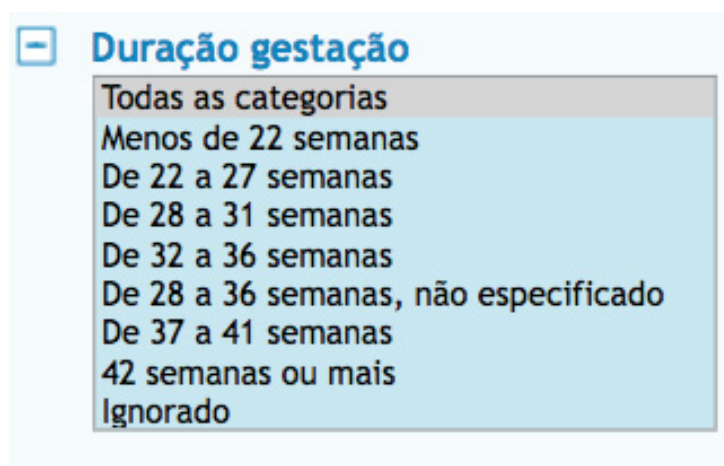 Duração gestação
Todas as categorias
Menos de 22 semanas
De 22 a 27 semanas
De 28 a 31 semanas
De 32 a 36 semanas
De 28 a 36 semanas, não especificado
De 37 a 41 semanas
42 semanas ou mais
Ignorado